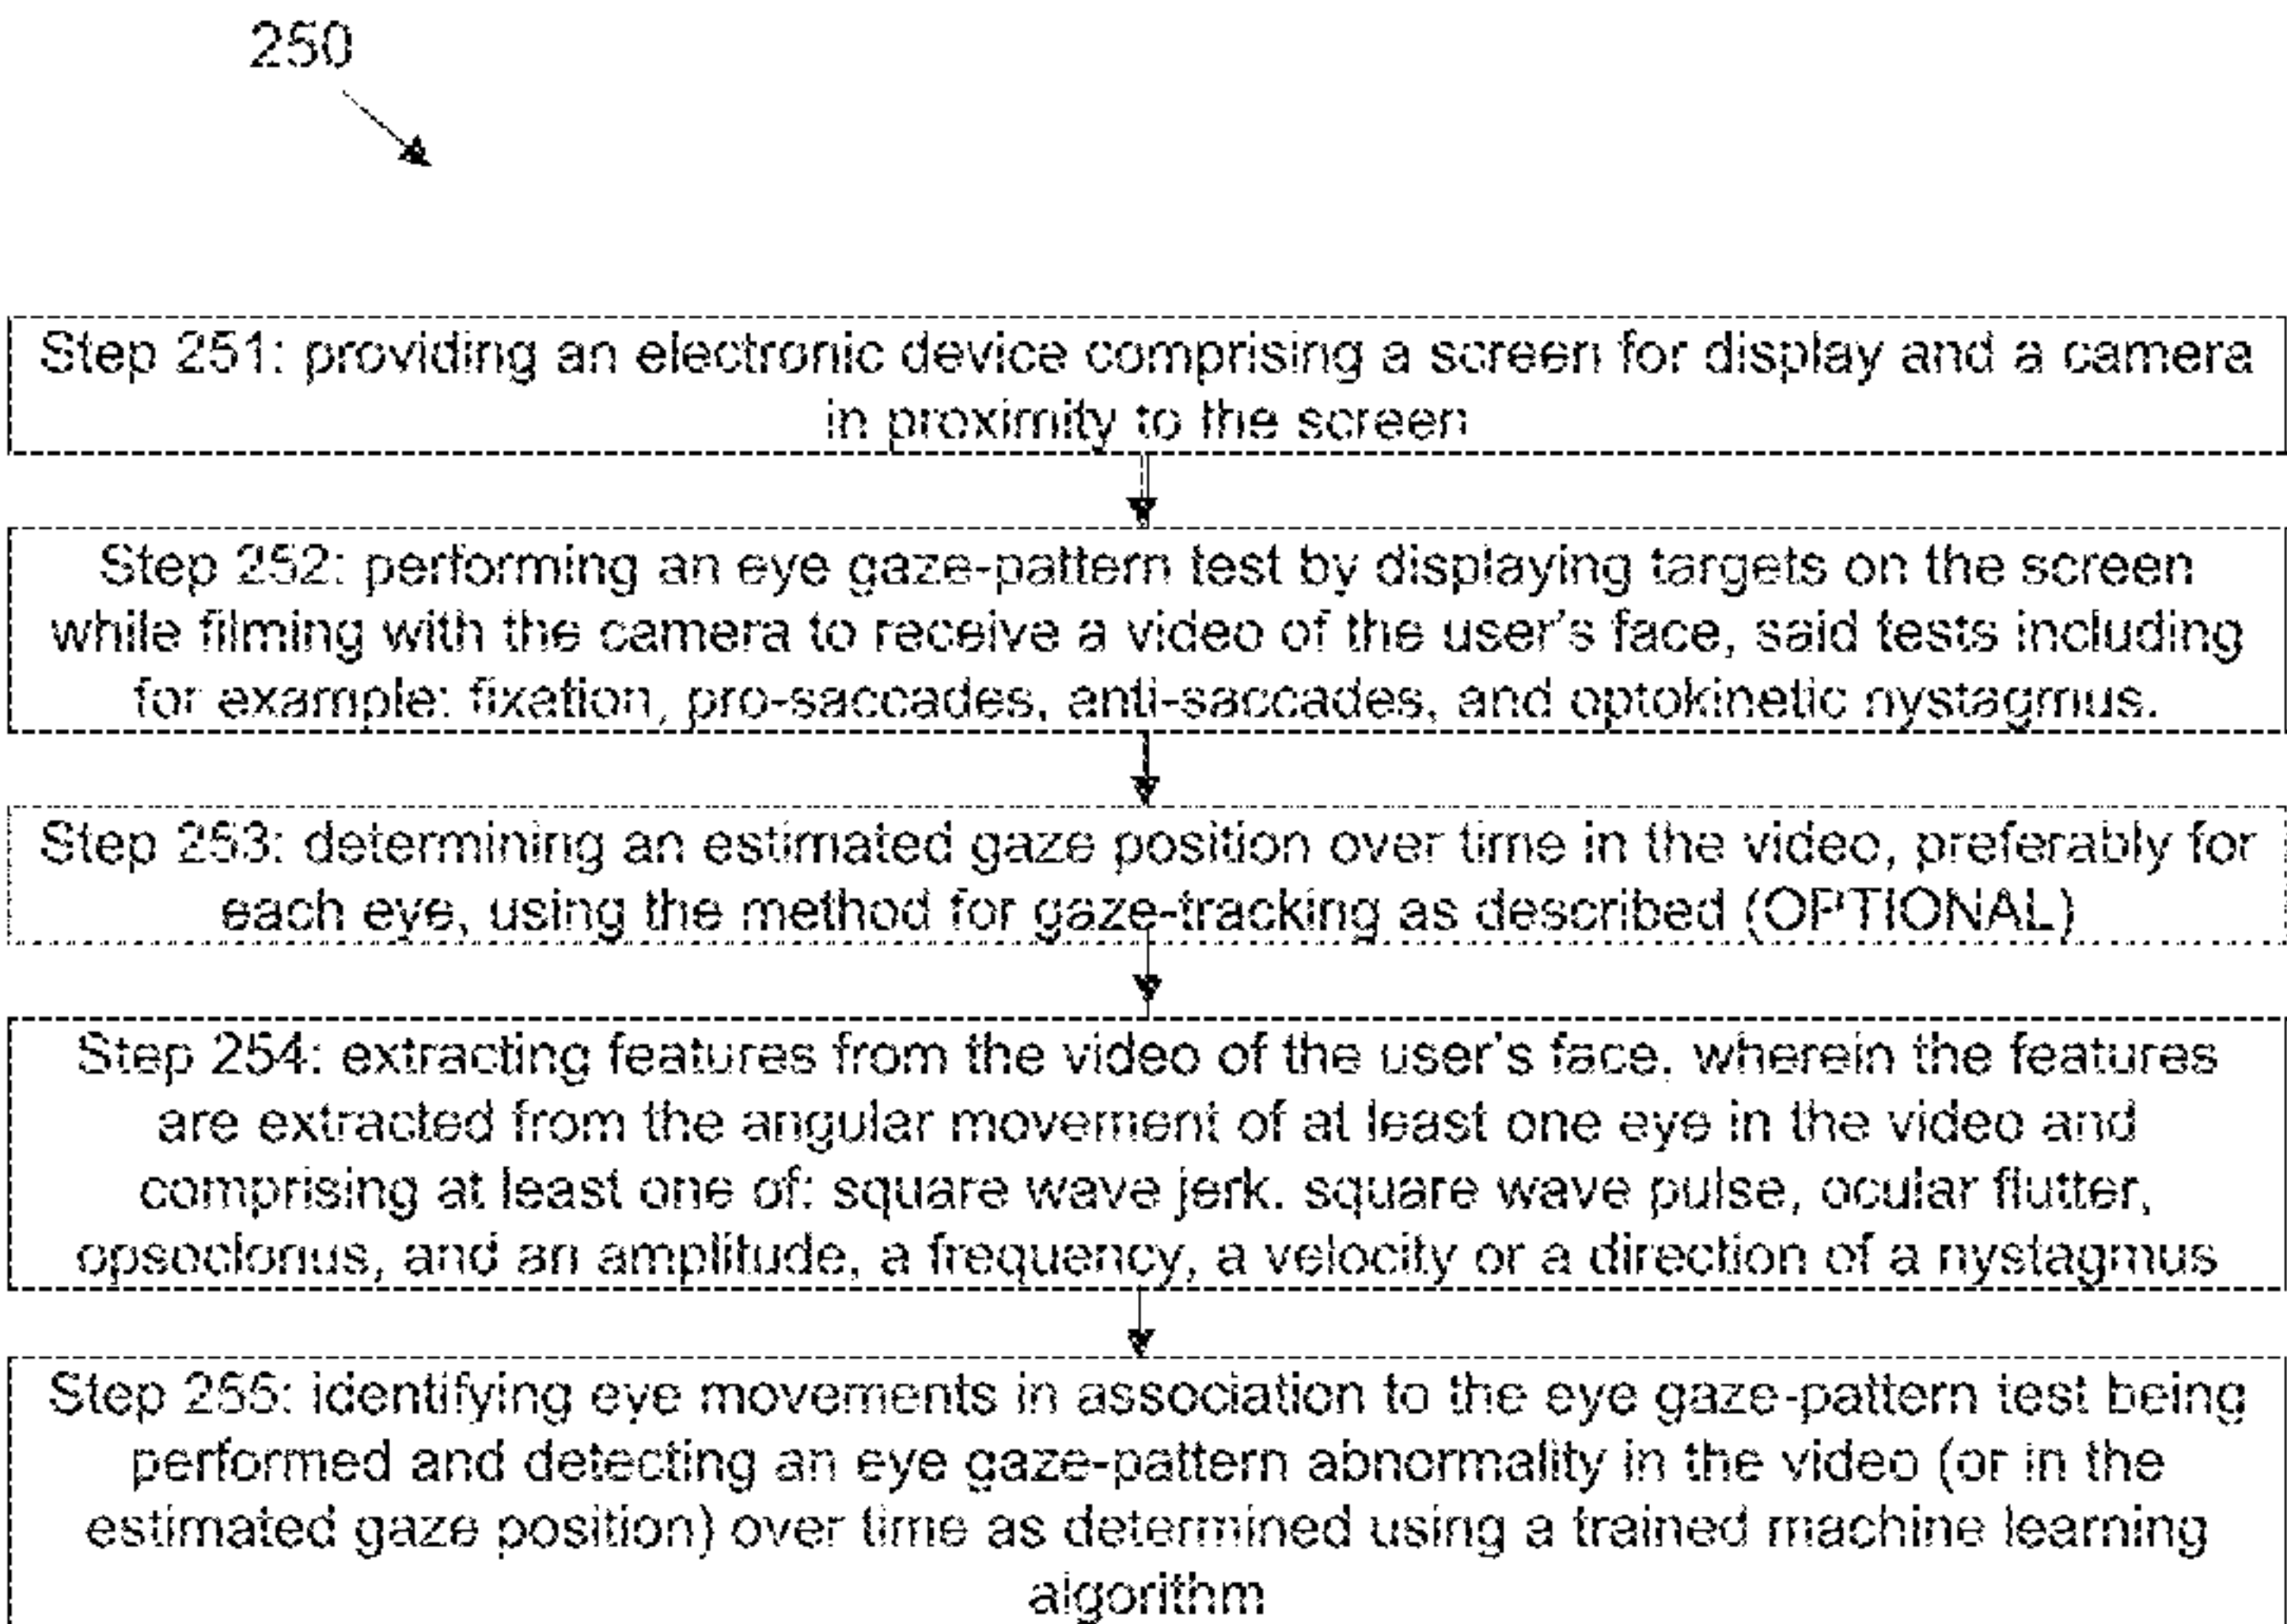 250
Step 251: providing an electronic device comprising a screen for display and a camera
in proximity to the screen
Step 252: performing an eye gaze-pattern test by displaying targets on the screen
while filming with the camera to receive a video of the user's face, said tests including
for example: fixation, pro-saccades, anti-saccades, and optokinetic nystagmus.
Step 253: determining an estimated gaze position over time in the video, preferably for
each eye, using the method for gaze-tracking as described (OPTIONAL)
Step 254: extracting features from the video of the user's face, wherein the features
are extracted from the angular movement of at least one eye in the video and
comprising at least one of: square wave jerk, square wave pulse, ocular flutter,
opsoclonus, and an amplitude, a frequency, a velocity or a direction of a nystagmus
Step 255: identifying eye movements in association to the eye gaze-pattern test being
performed and detecting an eye gaze-pattern abnormality in the video (or in the
estimated gaze position) over time as determined using a trained machine learning
algorithm